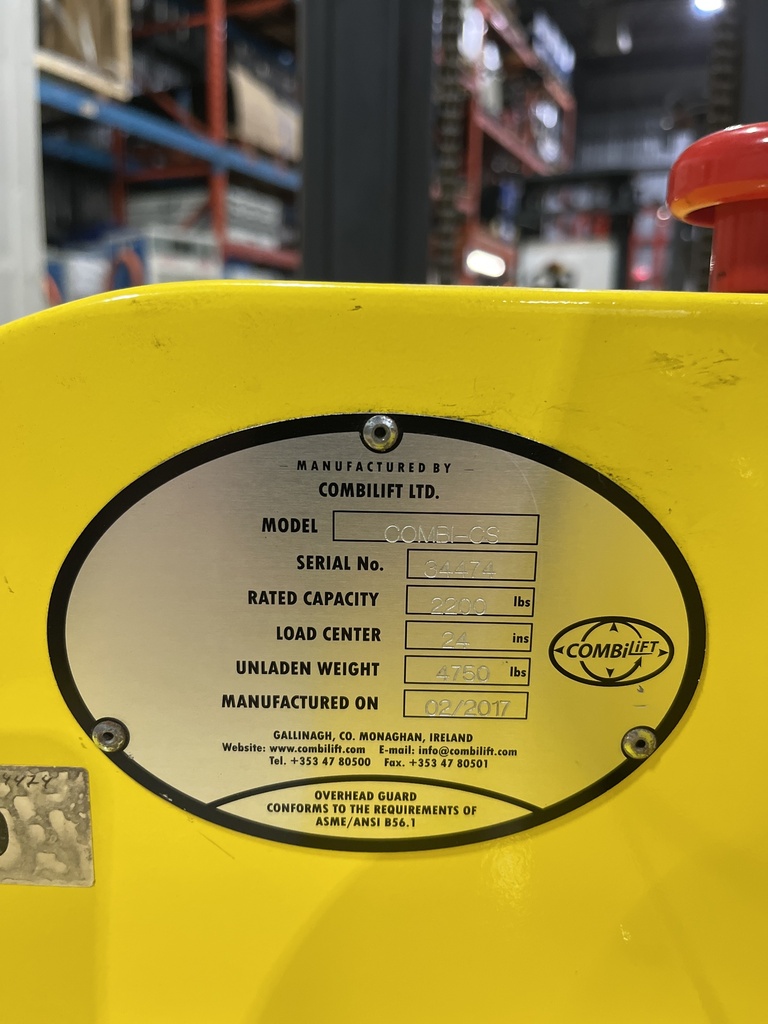 MANUFACTURED BY
COMBILIFT LTD.
MODEL COMBI-CS
SERIAL No. 34474
RATED CAPACITY 2200 lbs
LOAD CENTER 24 ins
UNLADEN WEIGHT 4750 lbs
MANUFACTURED ON 02/2017
COMBiLiFT
GALLINAGH, CO. MONAGHAN, IRELAND
Website: www.combilift.com E-mail: info@combilift.com
Tel. +353 47 80500 Fax. +353 47 80501
OVERHEAD GUARD
CONFORMS TO THE REQUIREMENTS OF
ASME/ANSI B56.1